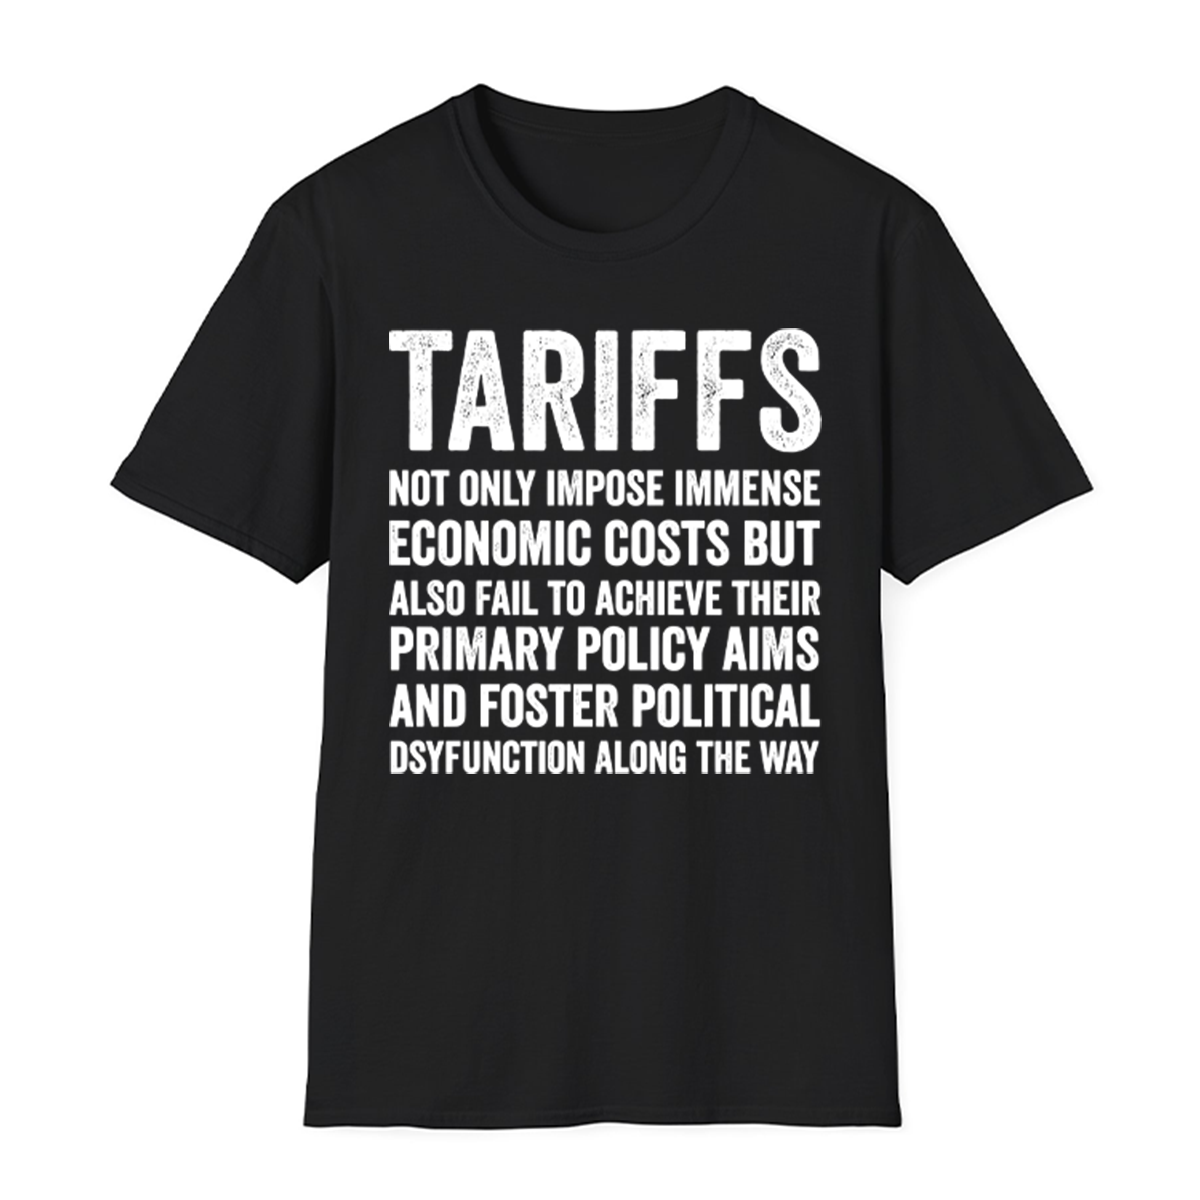 TARIFFS
NOT ONLY IMPOSE IMMENSE
ECONOMIC COSTS BUT
ALSO FAIL TO ACHIEVE THEIR
PRIMARY POLICY AIMS
AND FOSTER POLITICAL
DSYFUNCTION ALONG THE WAY